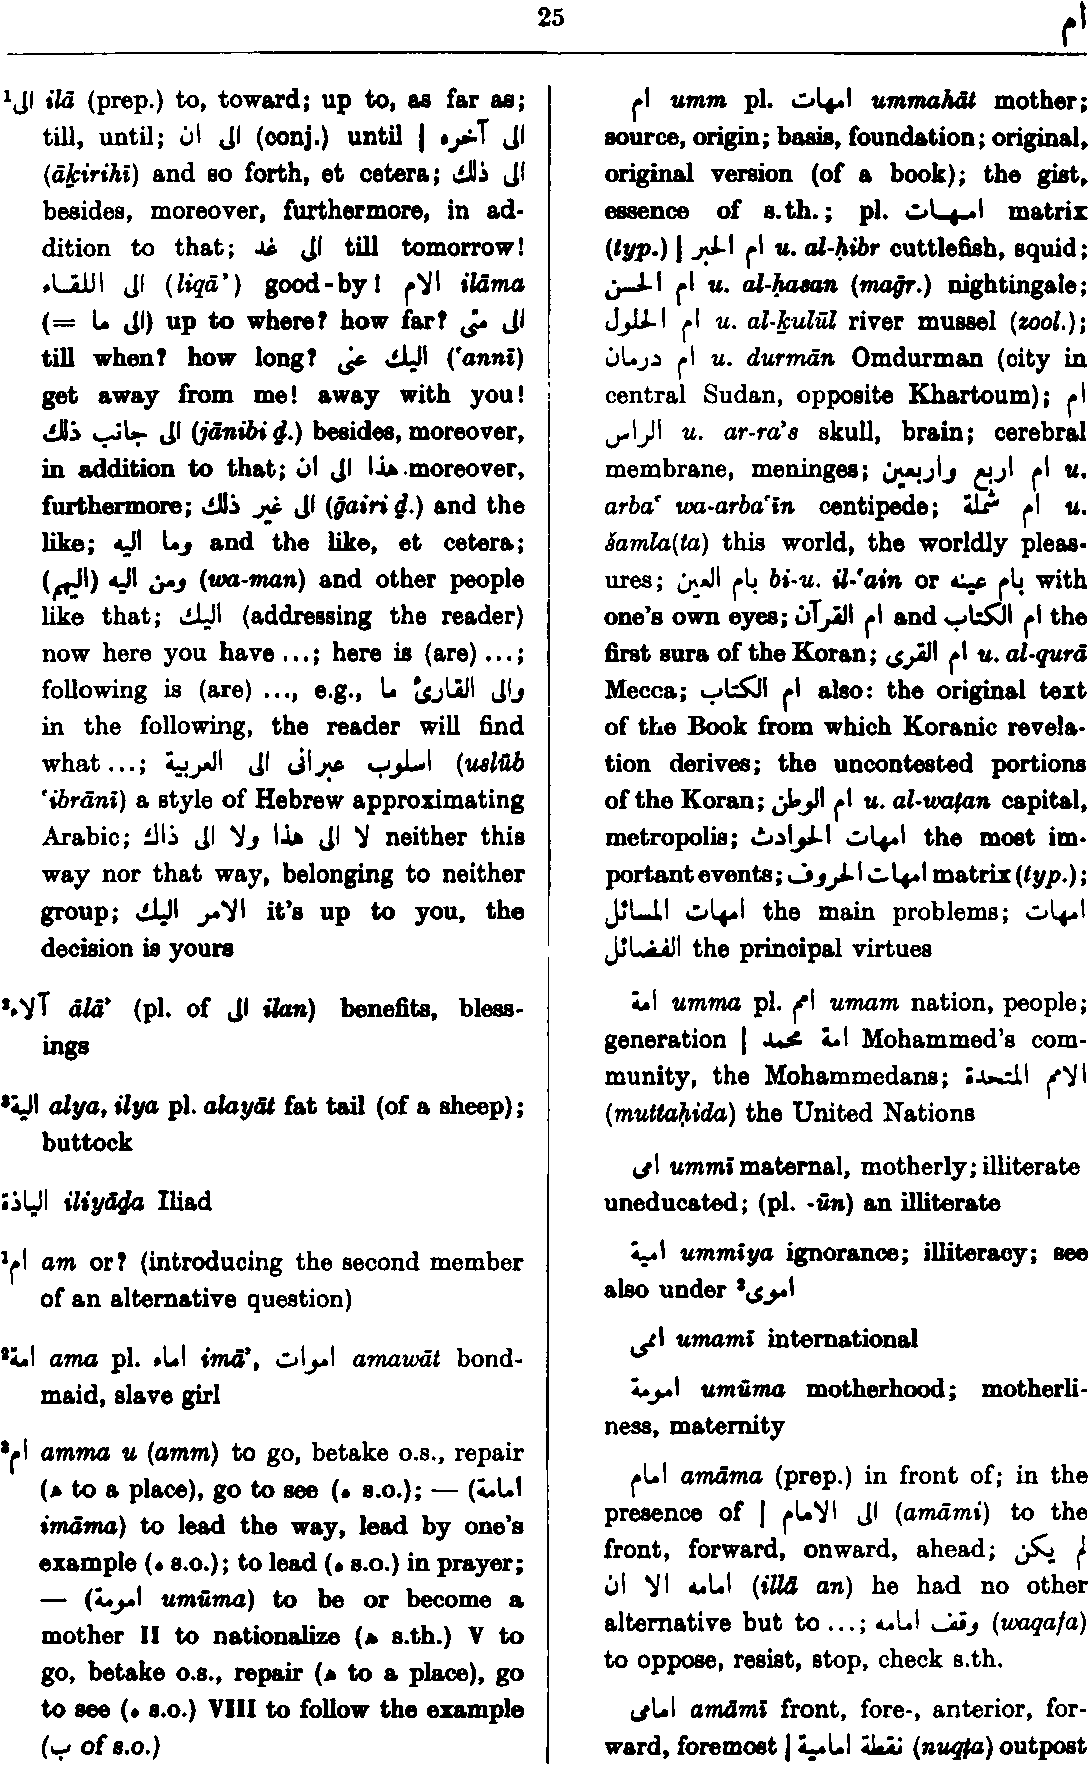 25
ام
¹الى ilā (prep.) to, toward; up to, as far as;
till, until; الى ان (conj.) until | الى آخره
(āḵirihī) and so forth, et cetera; الى ذلك
besides, moreover, furthermore, in ad-
dition to that; الى غد till tomorrow!
الى اللقاء (liqā’) good-by! الام ilāma
(= الى ما) up to where? how far? الى متى
till when? how long? اليك عنى (‘annī)
get away from me! away with you!
الى جانب ذلك (jānibi ḏ.) besides, moreover,
in addition to that; هذا الى ان moreover,
furthermore; الى غير ذلك (ḡairi ḏ.) and the
like; وما اليه and the like, et cetera;
ومن اليه (اليهم) (wa-man) and other people
like that; اليك (addressing the reader)
now here you have ...; here is (are) ...;
following is (are) ..., e.g., والى القارئ ما
in the following, the reader will find
what ...; اسلوب عبرانى الى العربية (uslūb
‘ibrānī) a style of Hebrew approximating
Arabic; لا الى هذا ولا الى ذاك neither this
way nor that way, belonging to neither
group; الامر اليك it’s up to you, the
decision is yours
²آلاء ālā’ (pl. of الى ilan) benefits, bless-
ings
³الية alya, ilya pl. alayāt fat tail (of a sheep);
buttock
الياذة iliyāḏa Iliad
¹ام am or? (introducing the second member
of an alternative question)
²امة ama pl. اماء imā’, اموات amawāt bond-
maid, slave girl
³ام amma u (amm) to go, betake o.s., repair
(ه to a place), go to see (ه s.o.); — (امامة
imāma) to lead the way, lead by one’s
example (ه s.o.); to lead (ه s.o.) in prayer;
— (امومة umūma) to be or become a
mother II to nationalize (ه s.th.) V to
go, betake o.s., repair (ه to a place), go
to see (ه s.o.) VIII to follow the example
(ب of s.o.)
ام umm pl. امهات ummahāt mother;
source, origin; basis, foundation; original,
original version (of a book); the gist,
essence of s.th.; pl. امهات matrix
(typ.) | ام الحبر u. al-ḥibr cuttlefish, squid;
ام الحسن u. al-ḥasan (maḡr.) nightingale;
ام الخلول u. al-ḵulūl river mussel (zool.);
ام درمان u. durmān Omdurman (city in
central Sudan, opposite Khartoum); ام
الراس u. ar-ra’s skull, brain; cerebral
membrane, meninges; ام اربع واربعين u.
arba‘ wa-arba‘īn centipede; ام شملة u.
šamla(ta) this world, the worldly pleas-
ures; بام العين bi-u. il-‘ain or بام عينه with
one’s own eyes; ام القرآن and ام الكتاب the
first sura of the Koran; ام القرى u. al-qurā
Mecca; ام الكتاب also: the original text
of the Book from which Koranic revela-
tion derives; the uncontested portions
of the Koran; ام الوطن u. al-waṭan capital,
metropolis; امهات الحوادث the most im-
portant events; امهات الحروف matrix (typ.);
امهات المسائل the main problems; امهات
الفضائل the principal virtues
امة umma pl. امم umam nation, people;
generation | امة محمد Mohammed’s com-
munity, the Mohammedans; الامم المتحدة
(muttaḥida) the United Nations
امى ummī maternal, motherly; illiterate
uneducated; (pl. -ūn) an illiterate
امية ummīya ignorance; illiteracy; see
also under ²اموى
اممى umamī international
امومة umūma motherhood; motherli-
ness, maternity
امام amāma (prep.) in front of; in the
presence of | الى الامام (amāmi) to the
front, forward, onward, ahead; لم يكن
امامه الا ان (illā an) he had no other
alternative but to ...; وقف امامه (waqafa)
to oppose, resist, stop, check s.th.
امامى amāmī front, fore-, anterior, for-
ward, foremost | نقطة امامية (nuqṭa) outpost